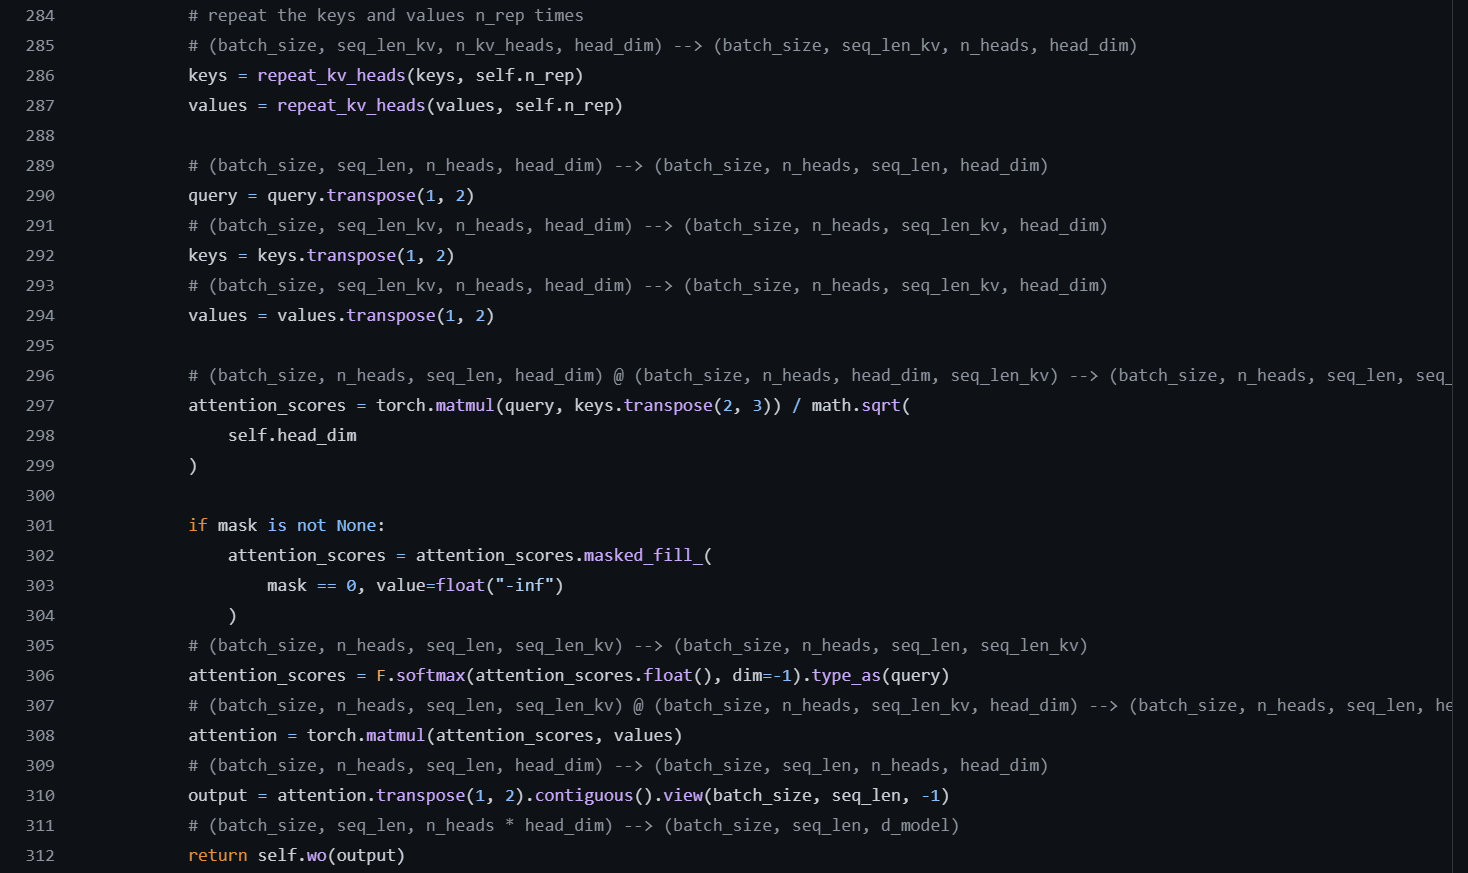 284 # repeat the keys and values n_rep times
285 # (batch_size, seq_len_kv, n_kv_heads, head_dim) --> (batch_size, seq_len_kv, n_heads, head_dim)
286 keys = repeat_kv_heads(keys, self.n_rep)
287 values = repeat_kv_heads(values, self.n_rep)
288
289 # (batch_size, seq_len, n_heads, head_dim) --> (batch_size, n_heads, seq_len, head_dim)
290 query = query.transpose(1, 2)
291 # (batch_size, seq_len_kv, n_heads, head_dim) --> (batch_size, n_heads, seq_len_kv, head_dim)
292 keys = keys.transpose(1, 2)
293 # (batch_size, seq_len_kv, n_heads, head_dim) --> (batch_size, n_heads, seq_len_kv, head_dim)
294 values = values.transpose(1, 2)
295
296 # (batch_size, n_heads, seq_len, head_dim) @ (batch_size, n_heads, head_dim, seq_len_kv) --> (batch_size, n_heads, seq_len, seq_
297 attention_scores = torch.matmul(query, keys.transpose(2, 3)) / math.sqrt(
298     self.head_dim
299 )
300
301 if mask is not None:
302     attention_scores = attention_scores.masked_fill_(
303         mask == 0, value=float("-inf")
304     )
305 # (batch_size, n_heads, seq_len, seq_len_kv) --> (batch_size, n_heads, seq_len, seq_len_kv)
306 attention_scores = F.softmax(attention_scores.float(), dim=-1).type_as(query)
307 # (batch_size, n_heads, seq_len, seq_len_kv) @ (batch_size, n_heads, seq_len_kv, head_dim) --> (batch_size, n_heads, seq_len, he
308 attention = torch.matmul(attention_scores, values)
309 # (batch_size, n_heads, seq_len, head_dim) --> (batch_size, seq_len, n_heads, head_dim)
310 output = attention.transpose(1, 2).contiguous().view(batch_size, seq_len, -1)
311 # (batch_size, seq_len, n_heads * head_dim) --> (batch_size, seq_len, d_model)
312 return self.wo(output)